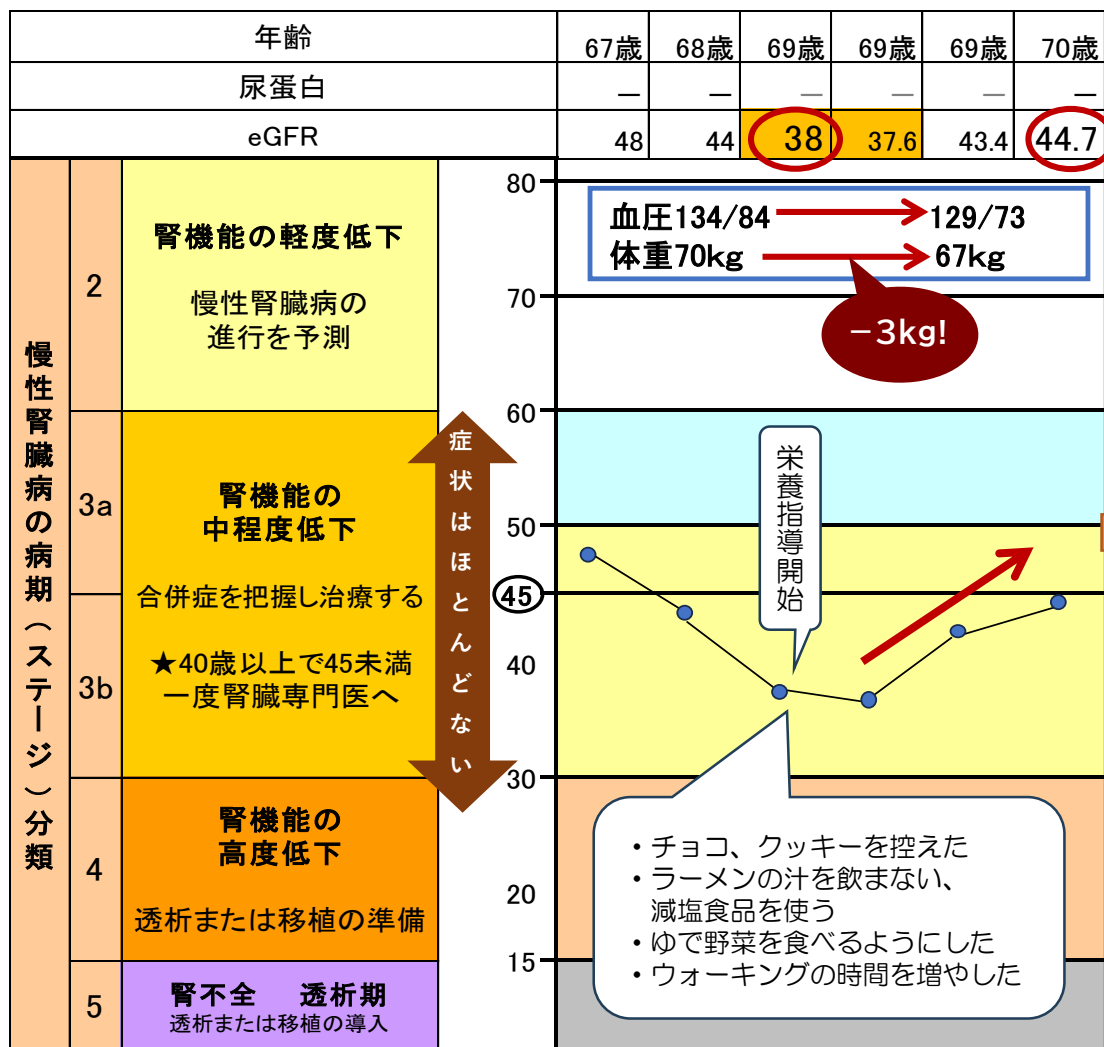 年齢 67歳 68歳 69歳 69歳 69歳 70歳
尿蛋白 － － － － － －
eGFR 48 44 38 37.6 43.4 44.7
慢性腎臓病の病期（ステージ）分類
2
腎機能の軽度低下
慢性腎臓病の
進行を予測
3a
3b
腎機能の
中程度低下
合併症を把握し治療する
★40歳以上で45未満
一度腎臓専門医へ
4
腎機能の
高度低下
透析または移植の準備
5
腎不全 透析期
透析または移植の導入
症状はほとんどない
80
70
60
50
45
40
30
20
15
血圧134/84 129/73
体重70kg 67kg
－3kg!
栄養指導開始
・チョコ、クッキーを控えた
・ラーメンの汁を飲まない、
減塩食品を使う
・ゆで野菜を食べるようにした
・ウォーキングの時間を増やした